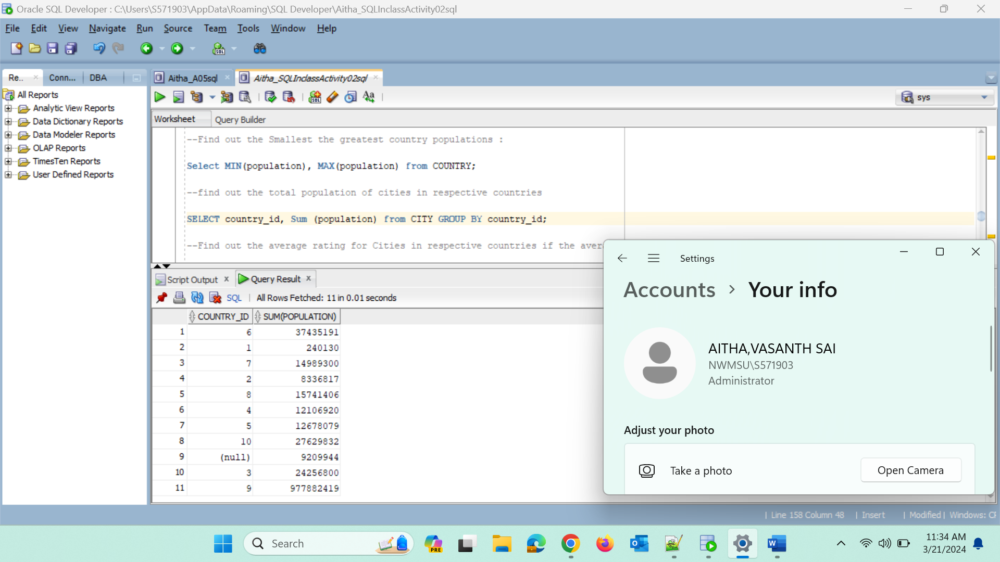 Oracle SQL Developer : C:\Users\S571903\AppData\Roaming\SQL Developer\Aitha_SQLInclassActivity02sql
File Edit View Navigate Run Source Team Tools Window Help
Re.. Conn... DBA
All Reports
Analytic View Reports
Data Dictionary Reports
Data Modeler Reports
OLAP Reports
TimesTen Reports
User Defined Reports
Aitha_A05sql Aitha_SQLInclassActivity02sql
sys
Worksheet Query Builder
--Find out the Smallest the greatest country populations :
Select MIN(population), MAX(population) from COUNTRY;
--find out the total population of cities in respective countries
SELECT country_id, Sum (population) from CITY GROUP BY country_id;
--Find out the average rating for Cities in respective countries if the aver
Script Output Query Result
SQL | All Rows Fetched: 11 in 0.01 seconds
COUNTRY_ID SUM(POPULATION)
1 6 37435191
2 1 240130
3 7 14989300
4 2 8336817
5 8 15741406
6 4 12106920
7 5 12678079
8 10 27629832
9 (null) 9209944
10 3 24256800
11 9 977882419
Settings
Accounts > Your info
AITHA,VASANTH SAI
NWMSU\S571903
Administrator
Adjust your photo
Take a photo Open Camera
| Line 158 Column 48 | Insert | Modified | Windows: CF
Search
PRE
11:34 AM
3/21/2024